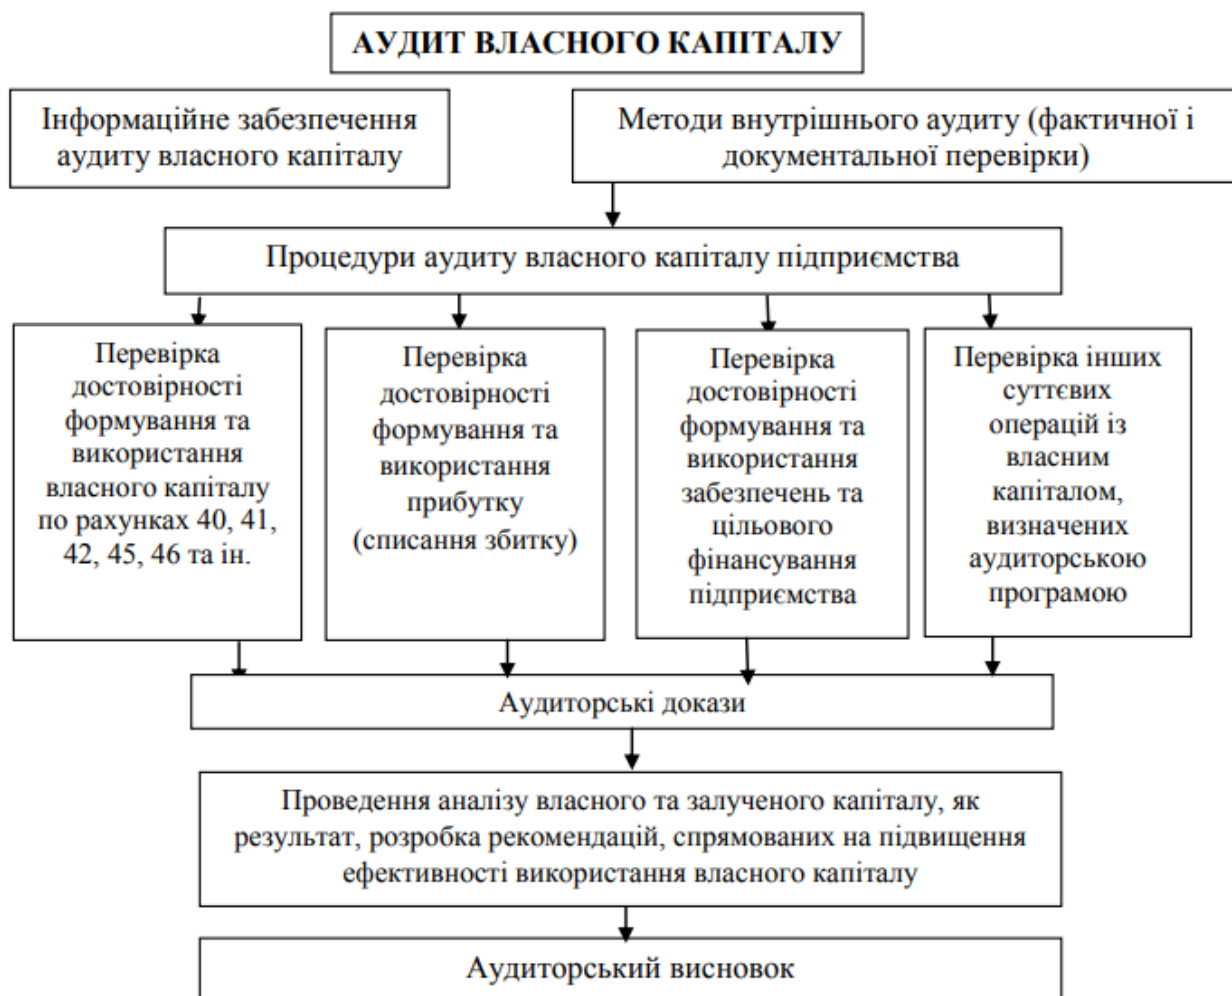 АУДИТ ВЛАСНОГО КАПІТАЛУ
Інформаційне забезпечення
аудиту власного капіталу
Методи внутрішнього аудиту (фактичної і
документальної перевірки)
Процедури аудиту власного капіталу підприємства
Перевірка
достовірності
формування та
використання
власного капіталу
по рахунках 40, 41,
42, 45, 46 та ін.
Перевірка
достовірності
формування та
використання
прибутку
(списання збитку)
Перевірка
достовірності
формування та
використання
забезпечень та
цільового
фінансування
підприємства
Перевірка інших
суттєвих
операцій із
власним
капіталом,
визначених
аудиторською
програмою
Аудиторські докази
Проведення аналізу власного та залученого капіталу, як
результат, розробка рекомендацій, спрямованих на підвищення
ефективності використання власного капіталу
Аудиторський висновок